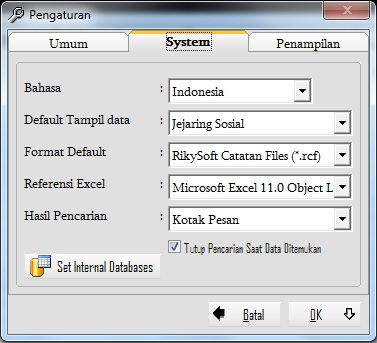 Pengaturan
Umum System Penampilan
Bahasa : Indonesia
Default Tampil data : Jejaring Sosial
Format Default : RikySoft Catatan Files (*.rcf)
Referensi Excel : Microsoft Excel 11.0 Object L
Hasil Pencarian : Kotak Pesan
Tutup Pencarian Saat Data Ditemukan
Set Internal Databases
Batal OK